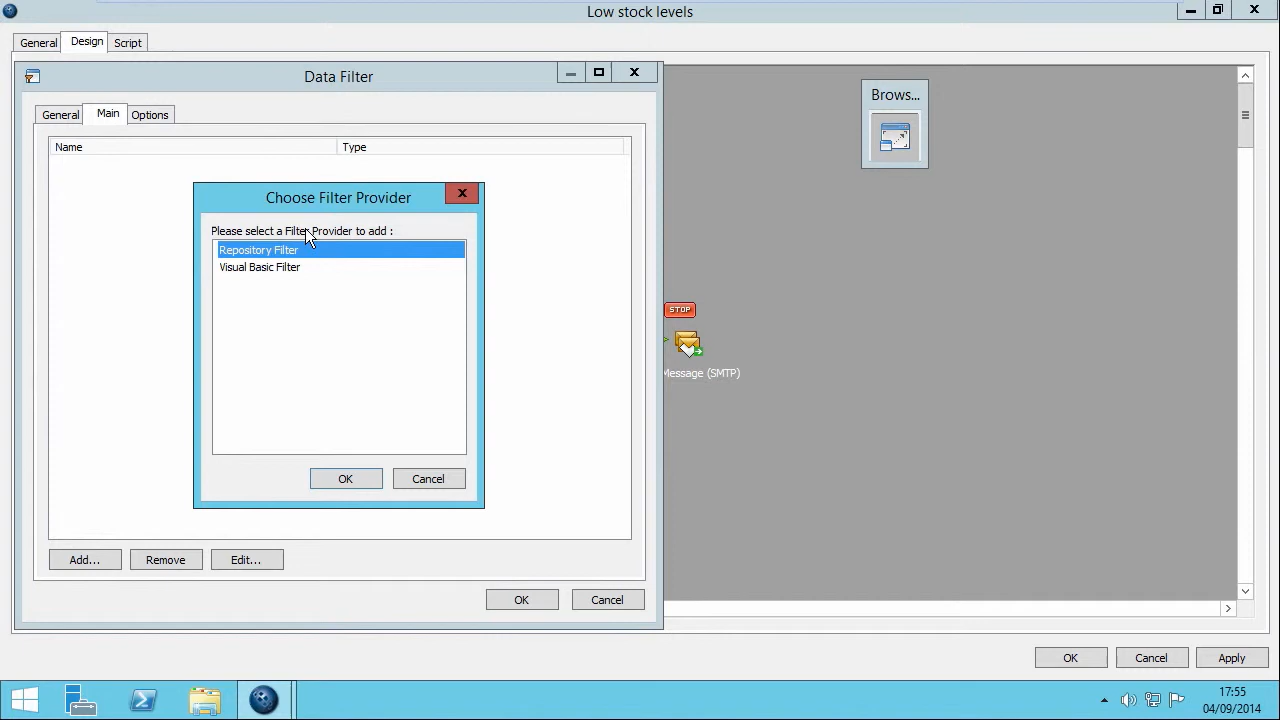 Low stock levels
General Design Script
Data Filter
Brows...
General Main Options
Name Type
Choose Filter Provider
Please select a Filter Provider to add :
Repository Filter
Visual Basic Filter
STOP
Message (SMTP)
OK Cancel
Add... Remove Edit...
OK Cancel
OK Cancel Apply
17:55
04/09/2014